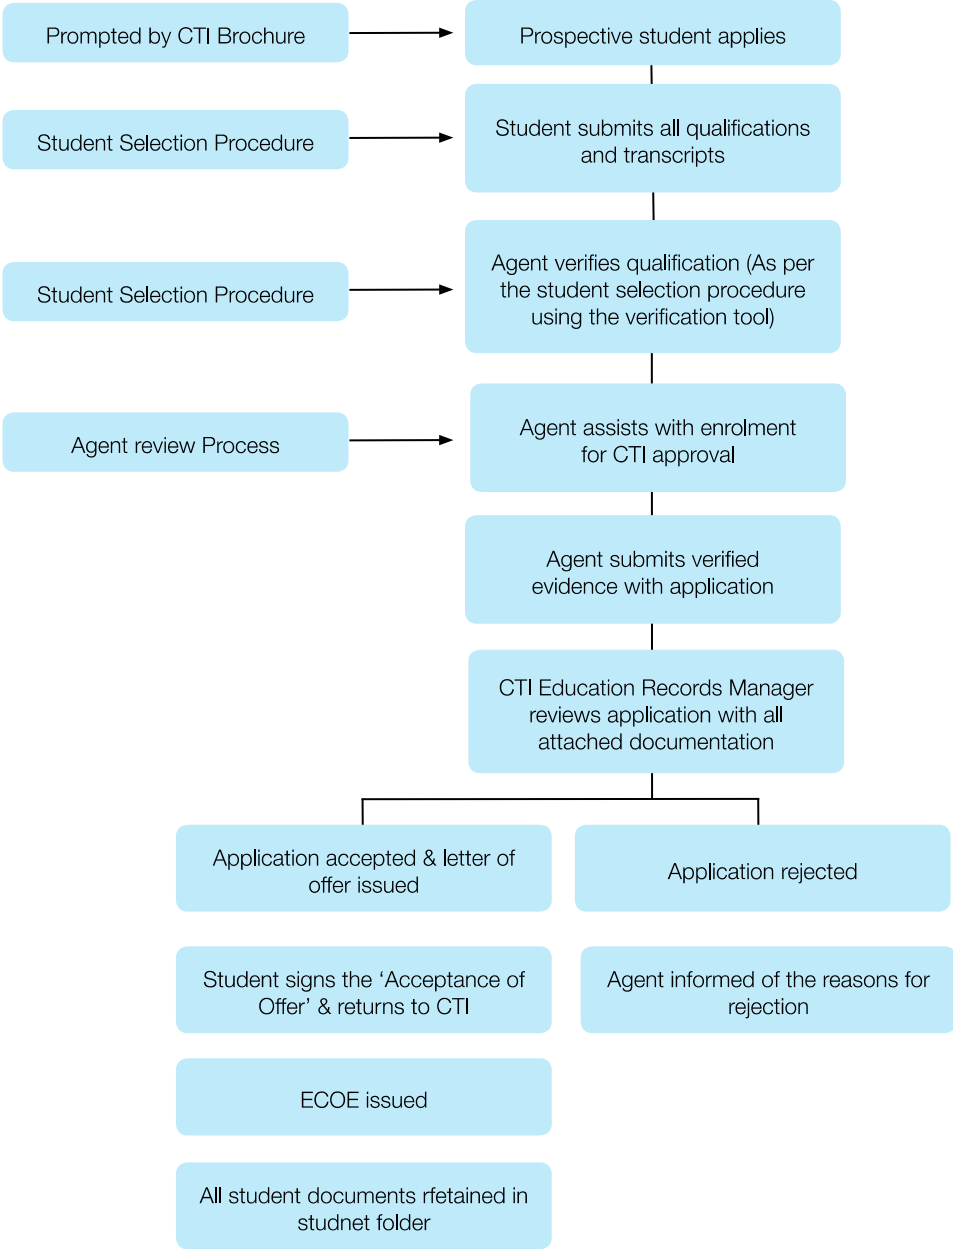 Prompted by CTI Brochure
Prospective student applies
Student Selection Procedure
Student submits all qualifications
and transcripts
Student Selection Procedure
Agent verifies qualification (As per
the student selection procedure
using the verification tool)
Agent review Process
Agent assists with enrolment
for CTI approval
Agent submits verified
evidence with application
CTI Education Records Manager
reviews application with all
attached documentation
Application accepted & letter of
offer issued
Application rejected
Student signs the ‘Acceptance of
Offer’ & returns to CTI
Agent informed of the reasons for
rejection
ECOE issued
All student documents rfetained in
studnet folder